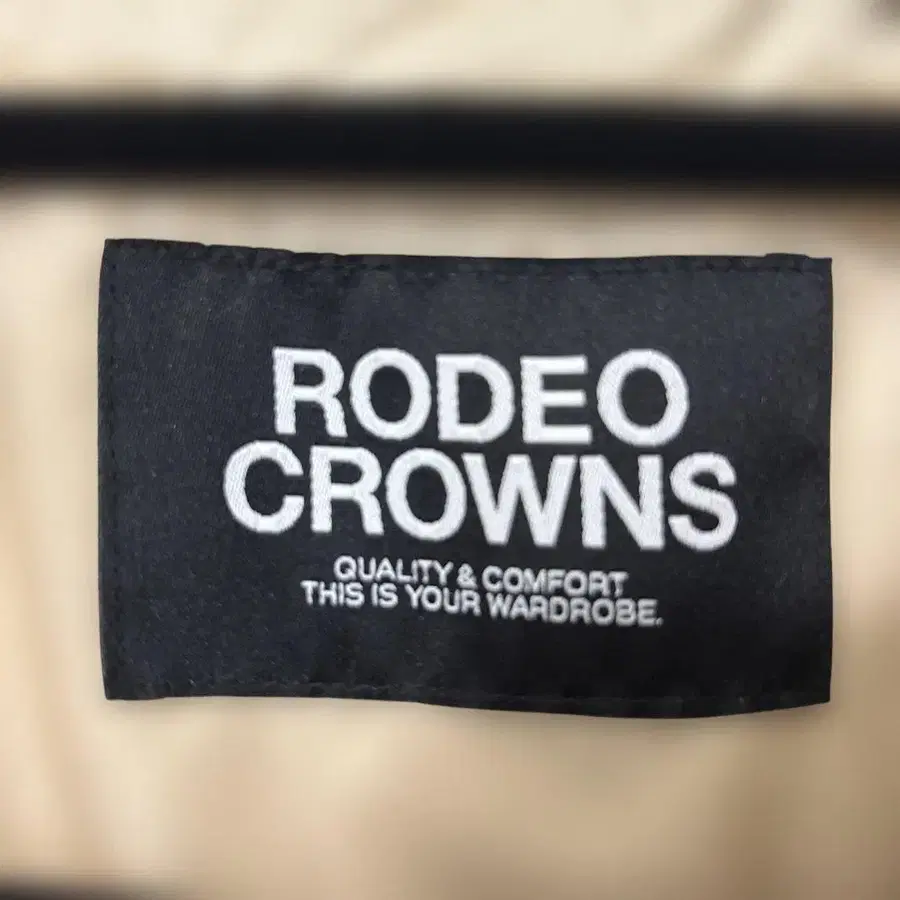 RODEO
CROWNS
QUALITY & COMFORT
THIS IS YOUR WARDROBE.